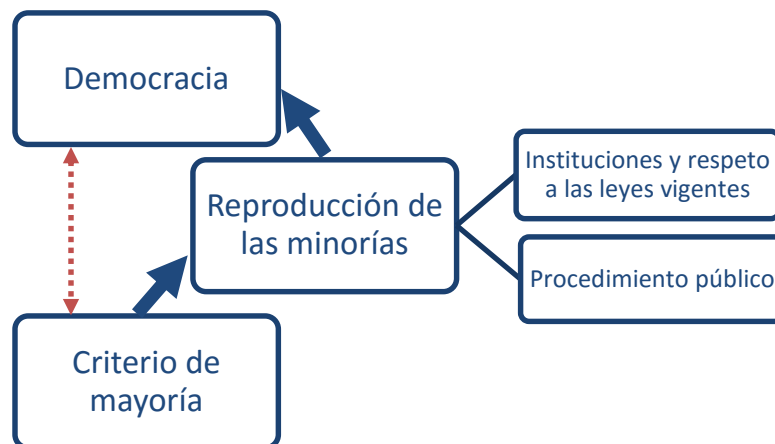 Democracia
Reproducción de
las minorías
Instituciones y respeto
a las leyes vigentes
Procedimiento público
Criterio de
mayoría